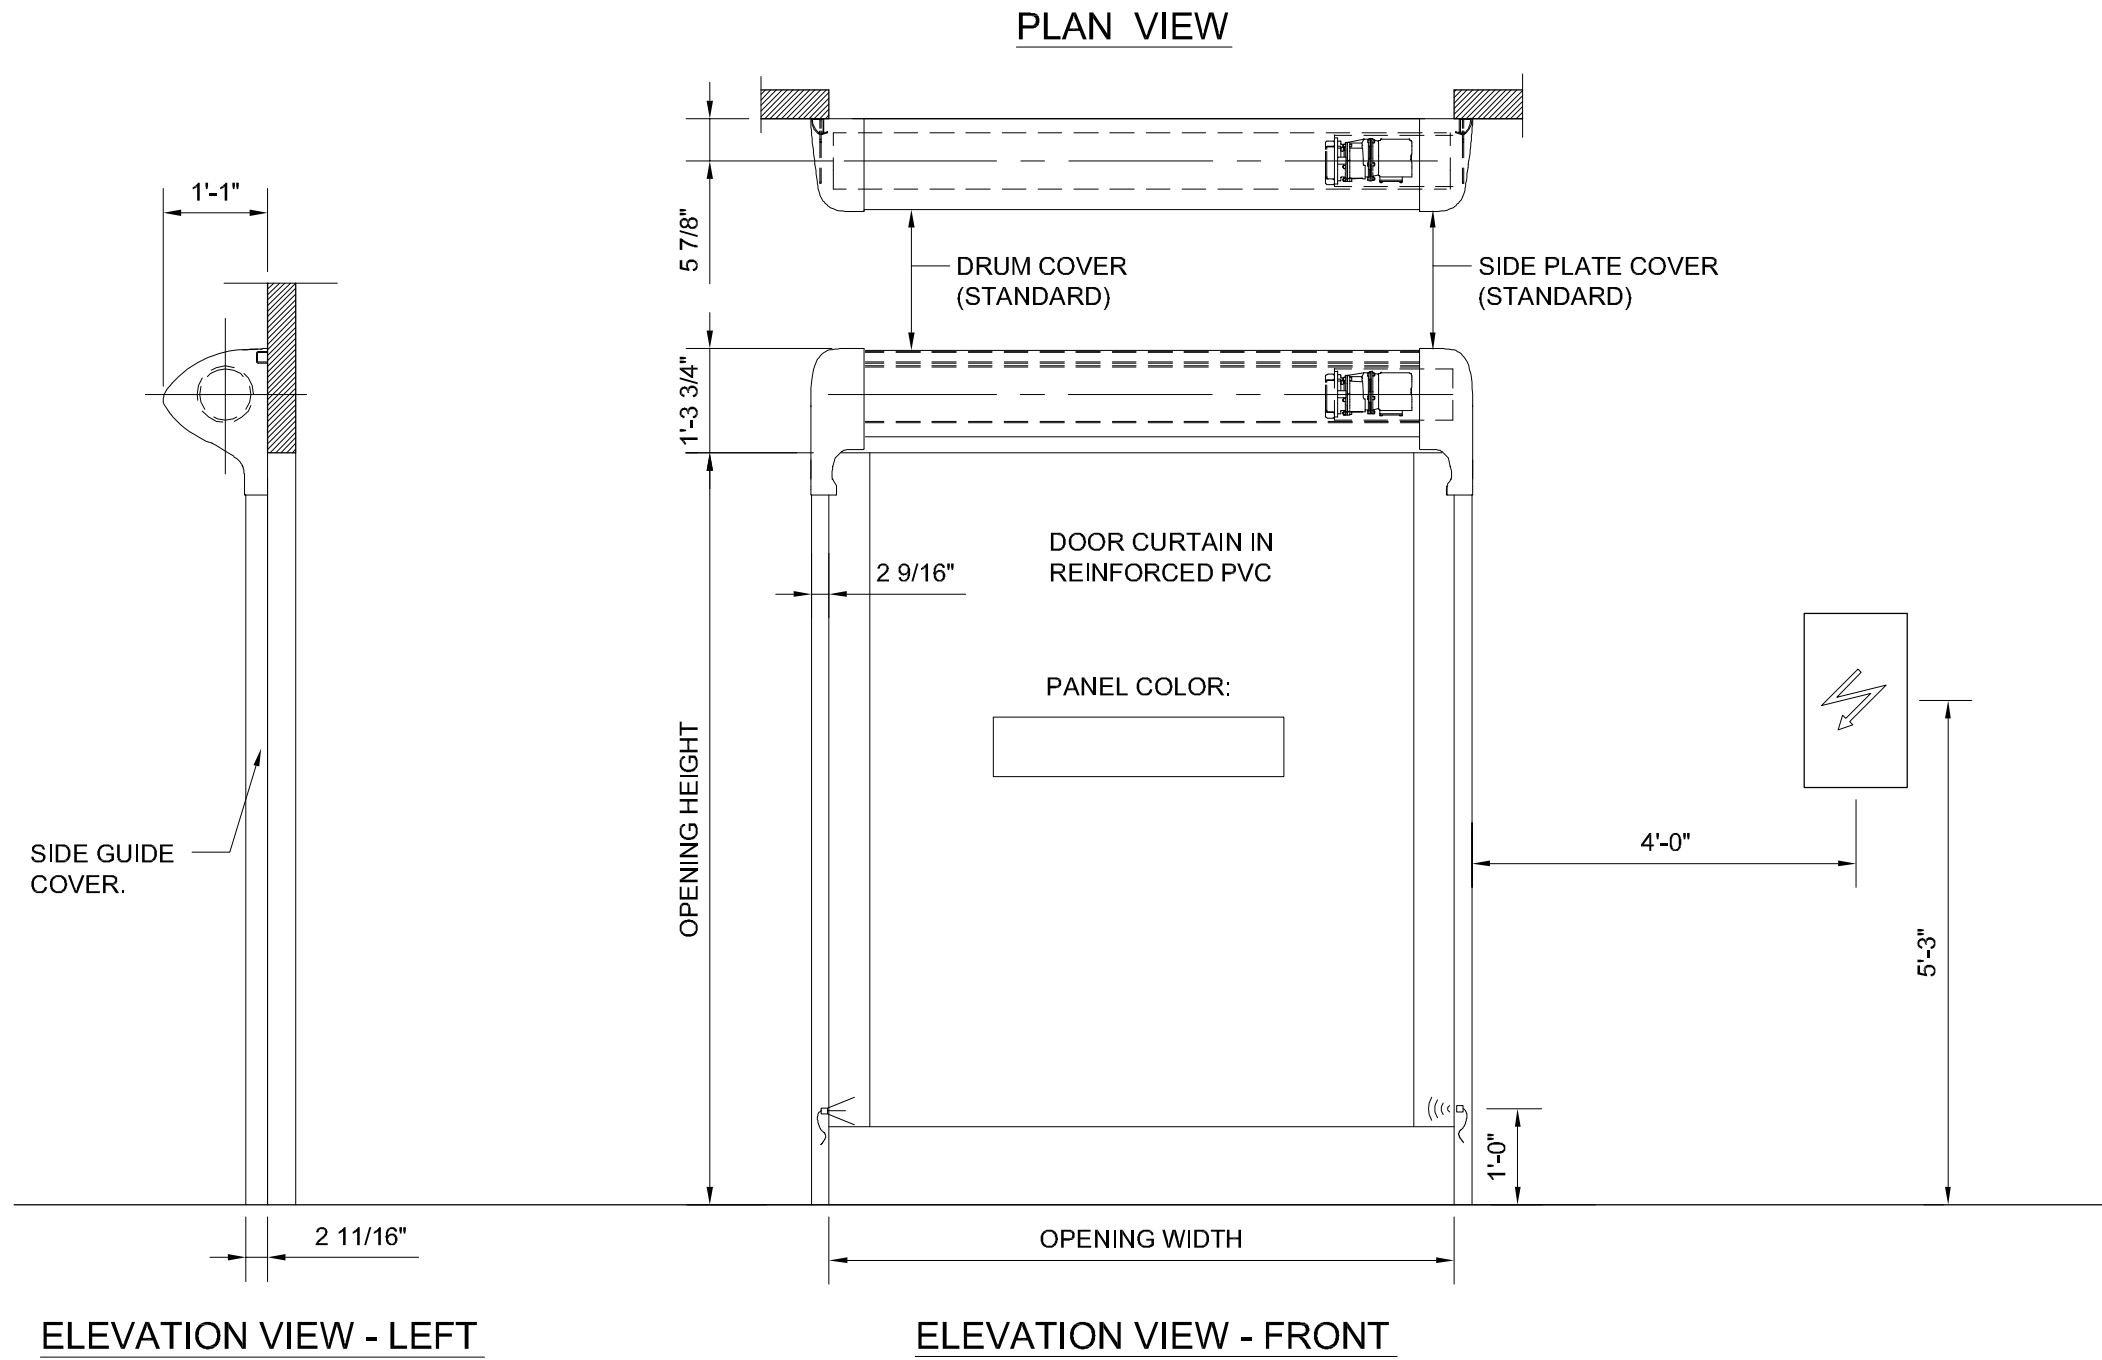 PLAN VIEW
1'-1"
5 7/8"
DRUM COVER
(STANDARD)
SIDE PLATE COVER
(STANDARD)
1'-3 3/4"
DOOR CURTAIN IN
REINFORCED PVC
2 9/16"
PANEL COLOR:
OPENING HEIGHT
SIDE GUIDE
COVER.
4'-0"
5'-3"
1'-0"
2 11/16"
OPENING WIDTH
ELEVATION VIEW - LEFT
ELEVATION VIEW - FRONT